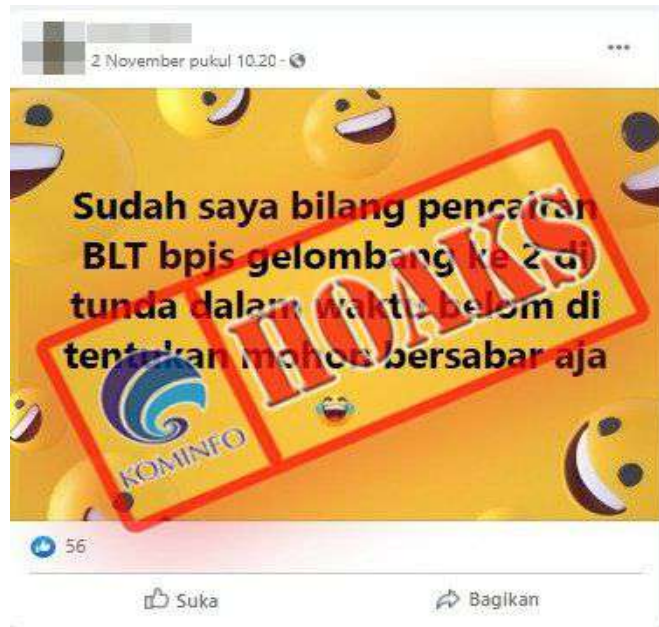 2 November pukul 10.20 ·
Sudah saya bilang pencairan
BLT bpjs gelombang ke 2 di
tunda dalam waktu belom di
tentukan mohon bersabar aja
HOAKS
KOMINFO
56
Suka
Bagikan